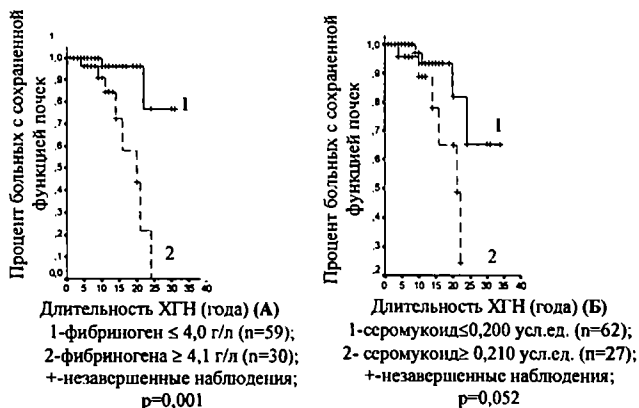 Процент больных с сохраненной
функцией почек
1
1,0
,9
,8
,7
,6
,5
,4
,3
,2
,1
0,0
0 5 10 15 20 25 30 35 40
1
2
Длительность ХГН (года) (А)
1-фибриноген ≤ 4,0 г/л (n=59);
2-фибриногена ≥ 4,1 г/л (n=30);
+-незавершенные наблюдения;
р=0,001
Процент больных с сохраненной
функцией почек
1,0
,9
,8
,7
,6
,5
,4
,3
,2
0 5 10 15 20 25 30 35 40
1
2
Длительность ХГН (года) (Б)
1-серомукоид≤0,200 усл.ед. (n=62);
2- серомукоид≥ 0,210 усл.ед. (n=27);
+-незавершенные наблюдения;
р=0,052